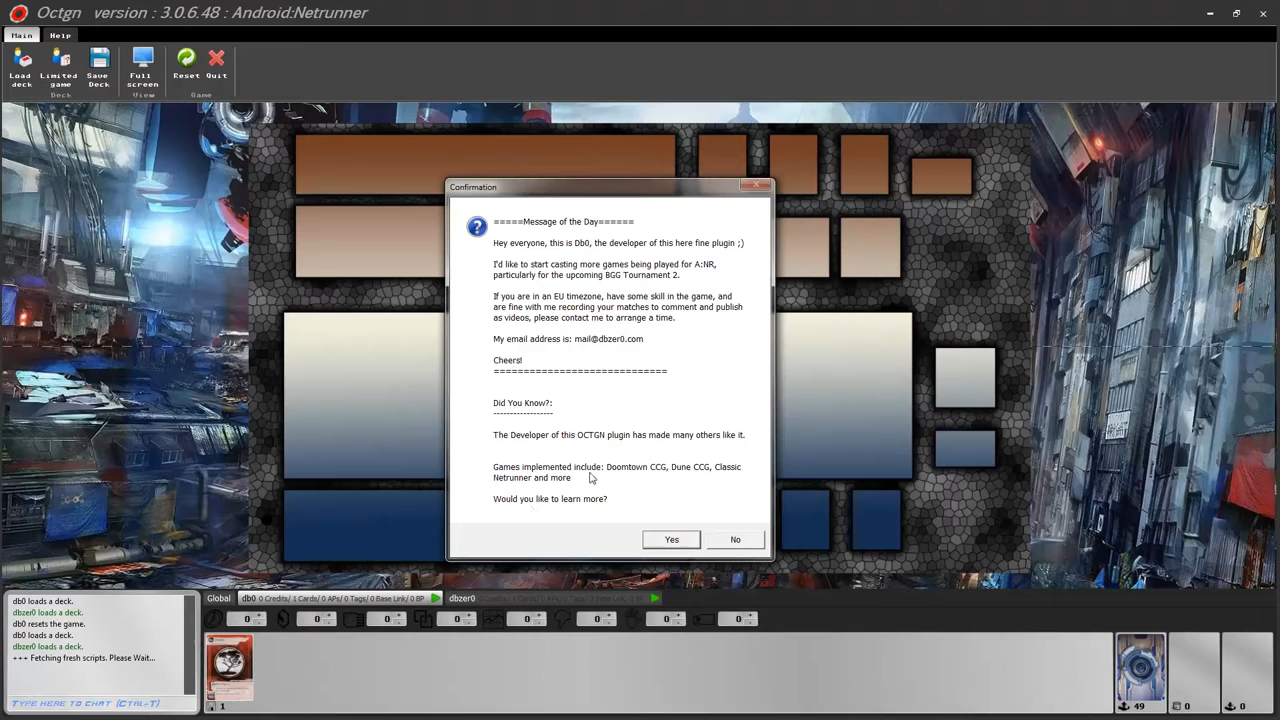 Octgn version : 3.0.6.48 : Android:Netrunner
Main Help
Load deck
Limited game
Save Deck
Full screen
Reset Quit
Deck View Game
Confirmation
=====Message of the Day======
Hey everyone, this is Db0, the developer of this here fine plugin ;)
I'd like to start casting more games being played for A:NR,
particularly for the upcoming BGG Tournament 2.
If you are in an EU timezone, have some skill in the game, and
are fine with me recording your matches to comment and publish
as videos, please contact me to arrange a time.
My email address is: mail@dbzer0.com
Cheers!
=============================
Did You Know?:
------------------
The Developer of this OCTGN plugin has made many others like it.
Games implemented include: Doomtown CCG, Dune CCG, Classic
Netrunner and more
Would you like to learn more?
Yes No
db0 loads a deck.
dbzer0 loads a deck.
db0 resets the game.
db0 loads a deck.
dbzer0 loads a deck.
+++ Fetching fresh scripts. Please Wait...
Type here to chat (Ctrl+T)
Global db0 0 Credits/ 1 Cards/ 0 APs/ 0 Tags/ 0 Base Link/ 0 BP dbzer0
0 0 0 0 0 0 0 0
1
49 0 0